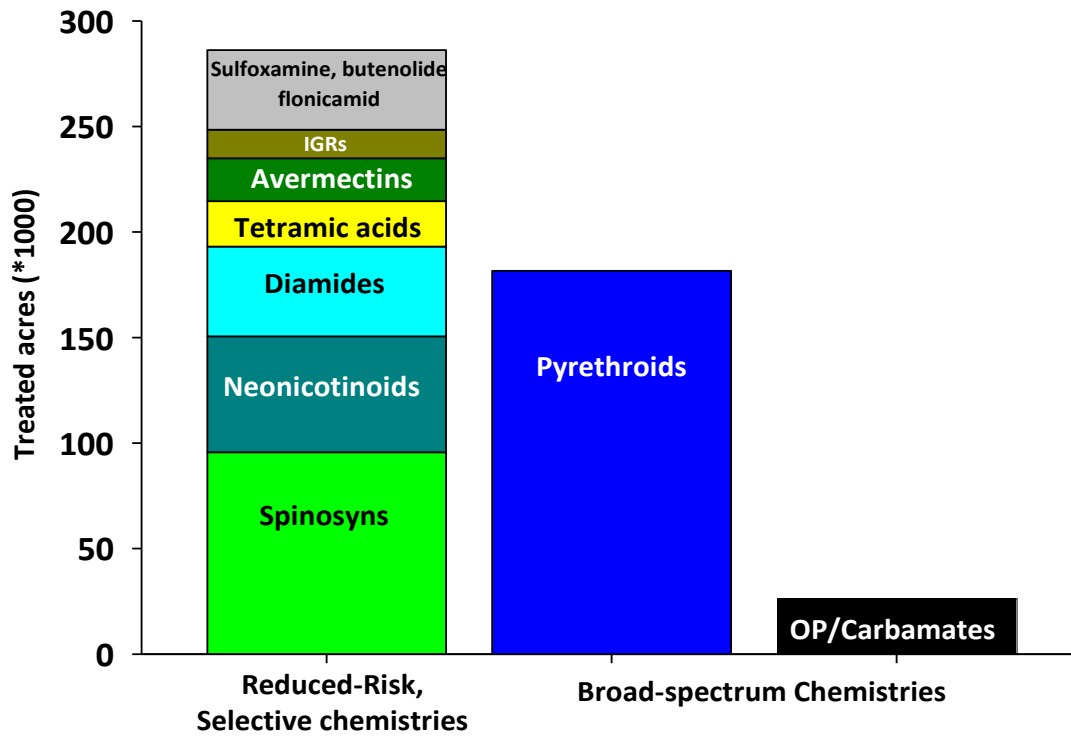 Treated acres (*1000)
300
250
200
150
100
50
0
Sulfoxamine, butenolide
flonicamid
IGRs
Avermectins
Tetramic acids
Diamides
Neonicotinoids
Spinosyns
Pyrethroids
OP/Carbamates
Reduced-Risk,
Selective chemistries
Broad-spectrum Chemistries